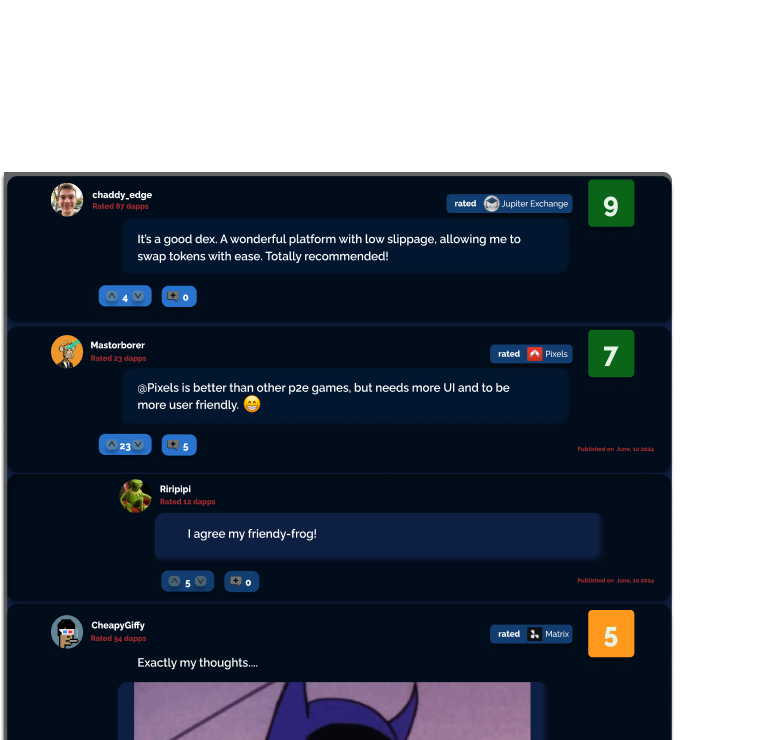 chaddy_edge
Rated 87 dapps
rated Jupiter Exchange
9
It's a good dex. A wonderful platform with low slippage, allowing me to
swap tokens with ease. Totally recommended!
4 0
Mastorborer
Rated 23 dapps
rated Pixels
7
@Pixels is better than other p2e games, but needs more UI and to be
more user friendly. 😁
23 5
Published on June, 10 2024
Riripipi
Rated 12 dapps
I agree my friendy-frog!
5 0
Published on June, 10 2024
CheapyGiffy
Rated 54 dapps
rated Matrix
5
Exactly my thoughts....